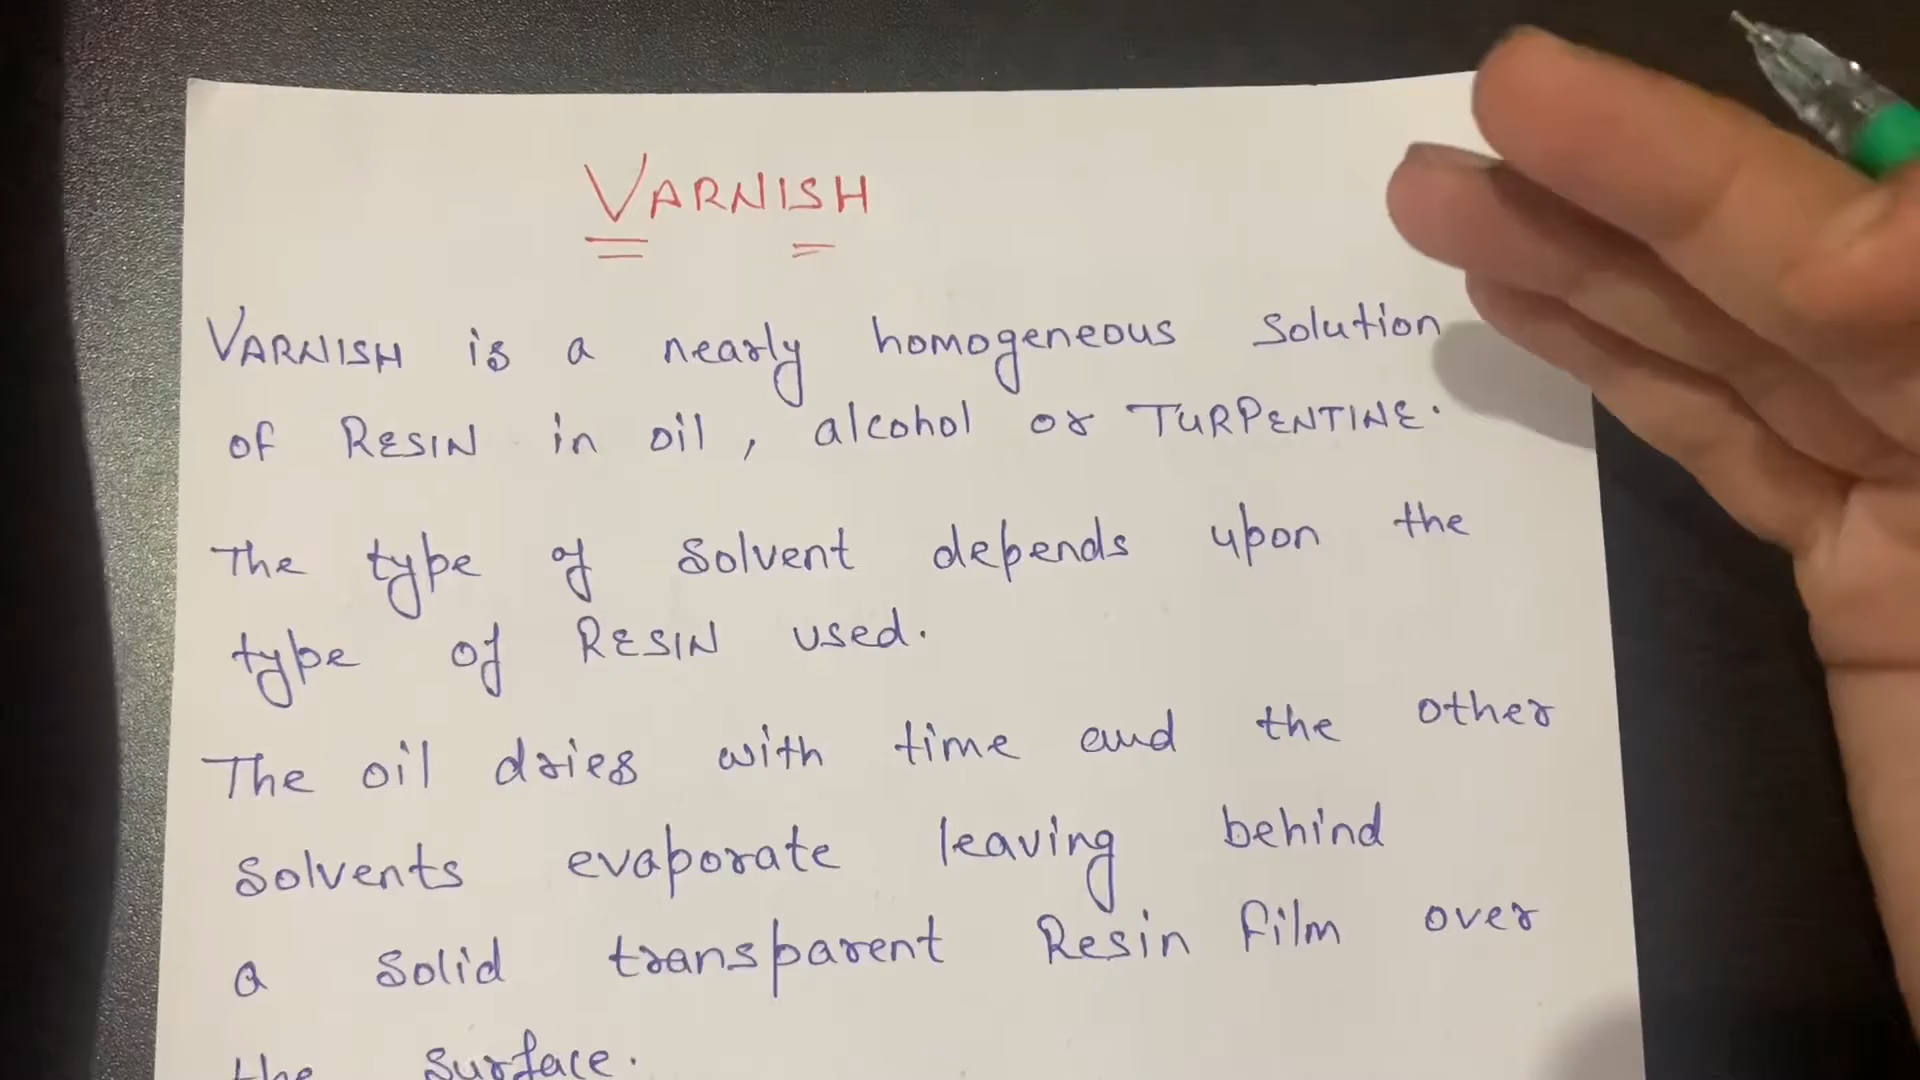 VARNISH
VARNISH is a nearly homogeneous solution
of RESIN in oil, alcohol or TURPENTINE.
The type of solvent depends upon the
type of RESIN used.
The oil dries with time and the other
solvents evaporate leaving behind
a solid transparent Resin film over
the surface.